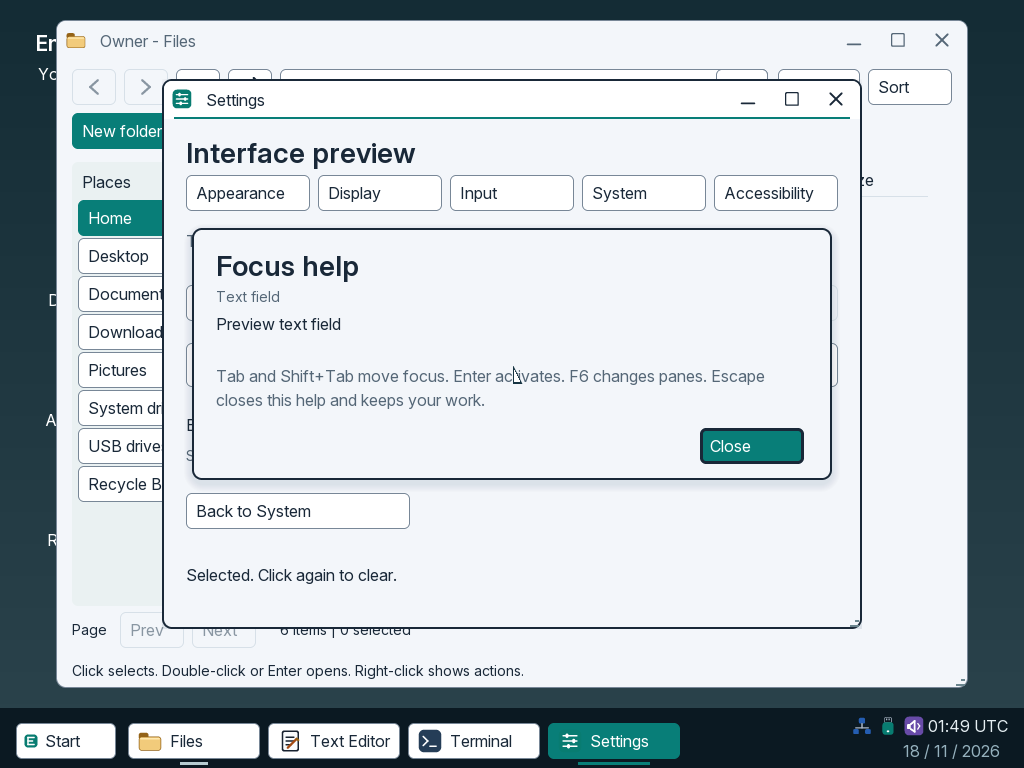 Owner - Files
Sort
New folder
Places
Home
Desktop
Pictures
USB drive
Page
Prev
Next
6 items | 0 selected
Click selects. Double-click or Enter opens. Right-click shows actions.
Settings
Interface preview
Appearance
Display
Input
System
Accessibility
Focus help
Text field
Preview text field
Tab and Shift+Tab move focus. Enter activates. F6 changes panes. Escape
closes this help and keeps your work.
Close
Back to System
Selected. Click again to clear.
Start
Files
Text Editor
Terminal
Settings
01:49 UTC
18 / 11 / 2026